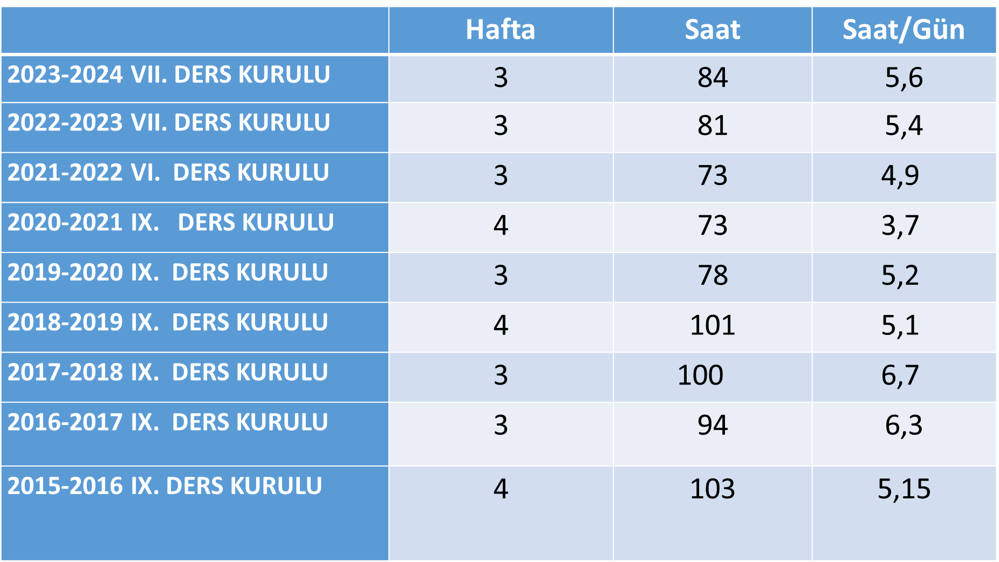 Hafta Saat Saat/Gün
2023-2024 VII. DERS KURULU 3 84 5,6
2022-2023 VII. DERS KURULU 3 81 5,4
2021-2022 VI. DERS KURULU 3 73 4,9
2020-2021 IX. DERS KURULU 4 73 3,7
2019-2020 IX. DERS KURULU 3 78 5,2
2018-2019 IX. DERS KURULU 4 101 5,1
2017-2018 IX. DERS KURULU 3 100 6,7
2016-2017 IX. DERS KURULU 3 94 6,3
2015-2016 IX. DERS KURULU 4 103 5,15